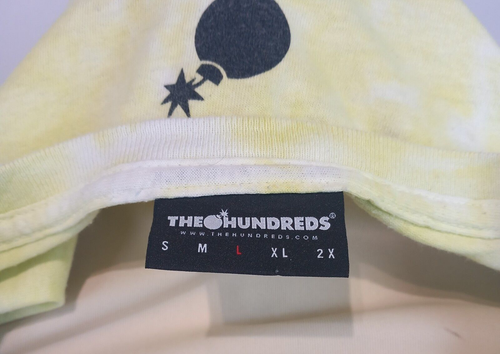 THE HUNDREDS®
WWW.THEHUNDREDS.COM
S M L XL 2X